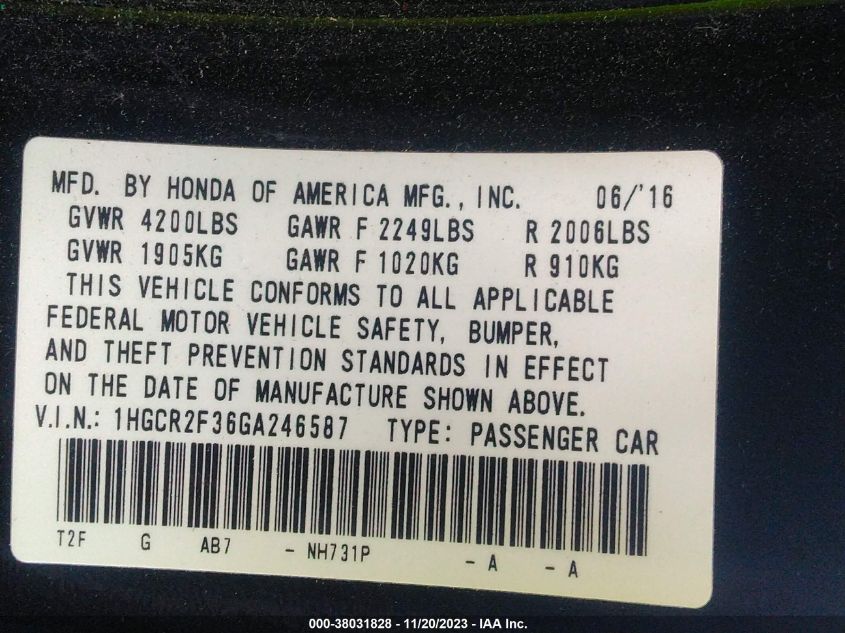 MFD. BY HONDA OF AMERICA MFG., INC. 06/'16
GVWR 4200LBS GAWR F 2249LBS R 2006LBS
GVWR 1905KG GAWR F 1020KG R 910KG
THIS VEHICLE CONFORMS TO ALL APPLICABLE
FEDERAL MOTOR VEHICLE SAFETY, BUMPER,
AND THEFT PREVENTION STANDARDS IN EFFECT
ON THE DATE OF MANUFACTURE SHOWN ABOVE.
V.I.N.: 1HGCR2F36GA246587 TYPE: PASSENGER CAR
T2F G AB7 - NH731P - A - A
000-38031828 - 11/20/2023 - IAA Inc.